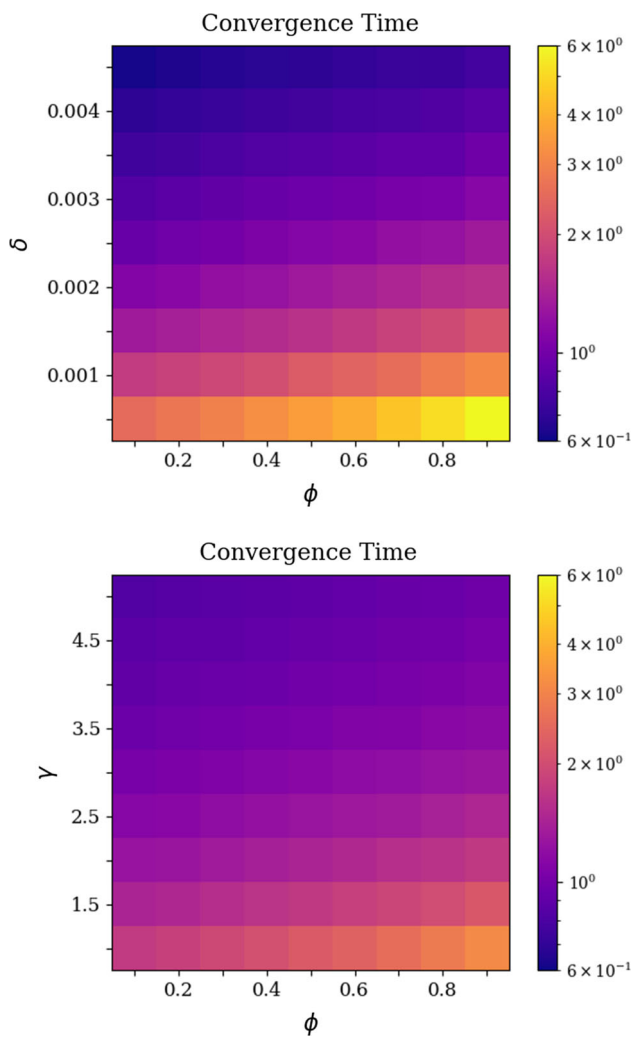 Convergence Time
6 × 10⁰
0.004
4 × 10⁰
3 × 10⁰
0.003
2 × 10⁰
δ
0.002
10⁰
0.001
6 × 10⁻¹
0.2 0.4 0.6 0.8
ϕ
Convergence Time
6 × 10⁰
4.5
4 × 10⁰
3 × 10⁰
3.5
2 × 10⁰
γ
2.5
10⁰
1.5
6 × 10⁻¹
0.2 0.4 0.6 0.8
ϕ